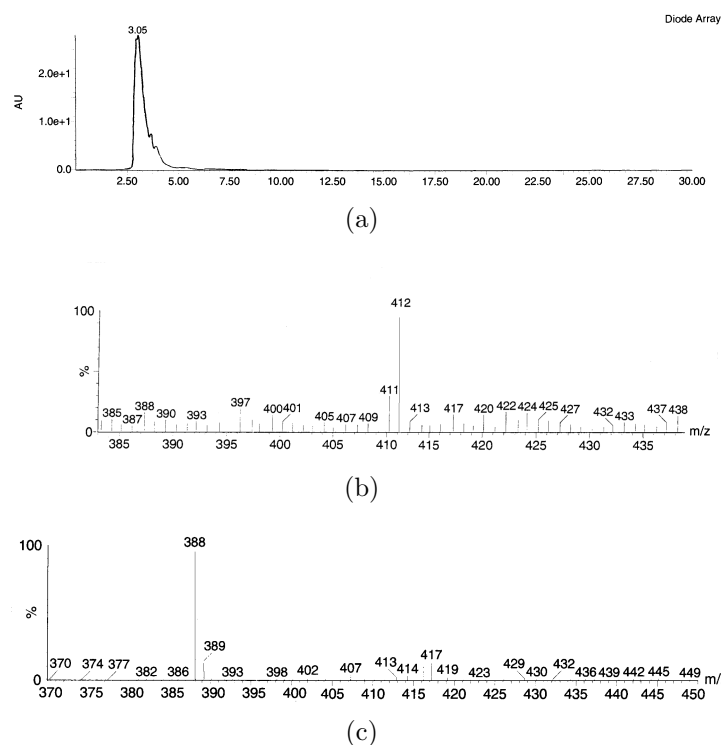 Diode Array
3.05
AU
2.0e+1
1.0e+1
0.0
2.50 5.00 7.50 10.00 12.50 15.00 17.50 20.00 22.50 25.00 27.50 30.00
(a)
412
100
%
411
397
385 387 388 390 393 400 401 405 407 409 413 417 420 422 424 425 427 432 433 437 438
0
m/z
385 390 395 400 405 410 415 420 425 430 435
(b)
388
100
%
389
370 374 377 382 386 393 398 402 407 413 414 417 419 423 429 430 432 436 439 442 445 449
0
m/
370 375 380 385 390 395 400 405 410 415 420 425 430 435 440 445 450
(c)